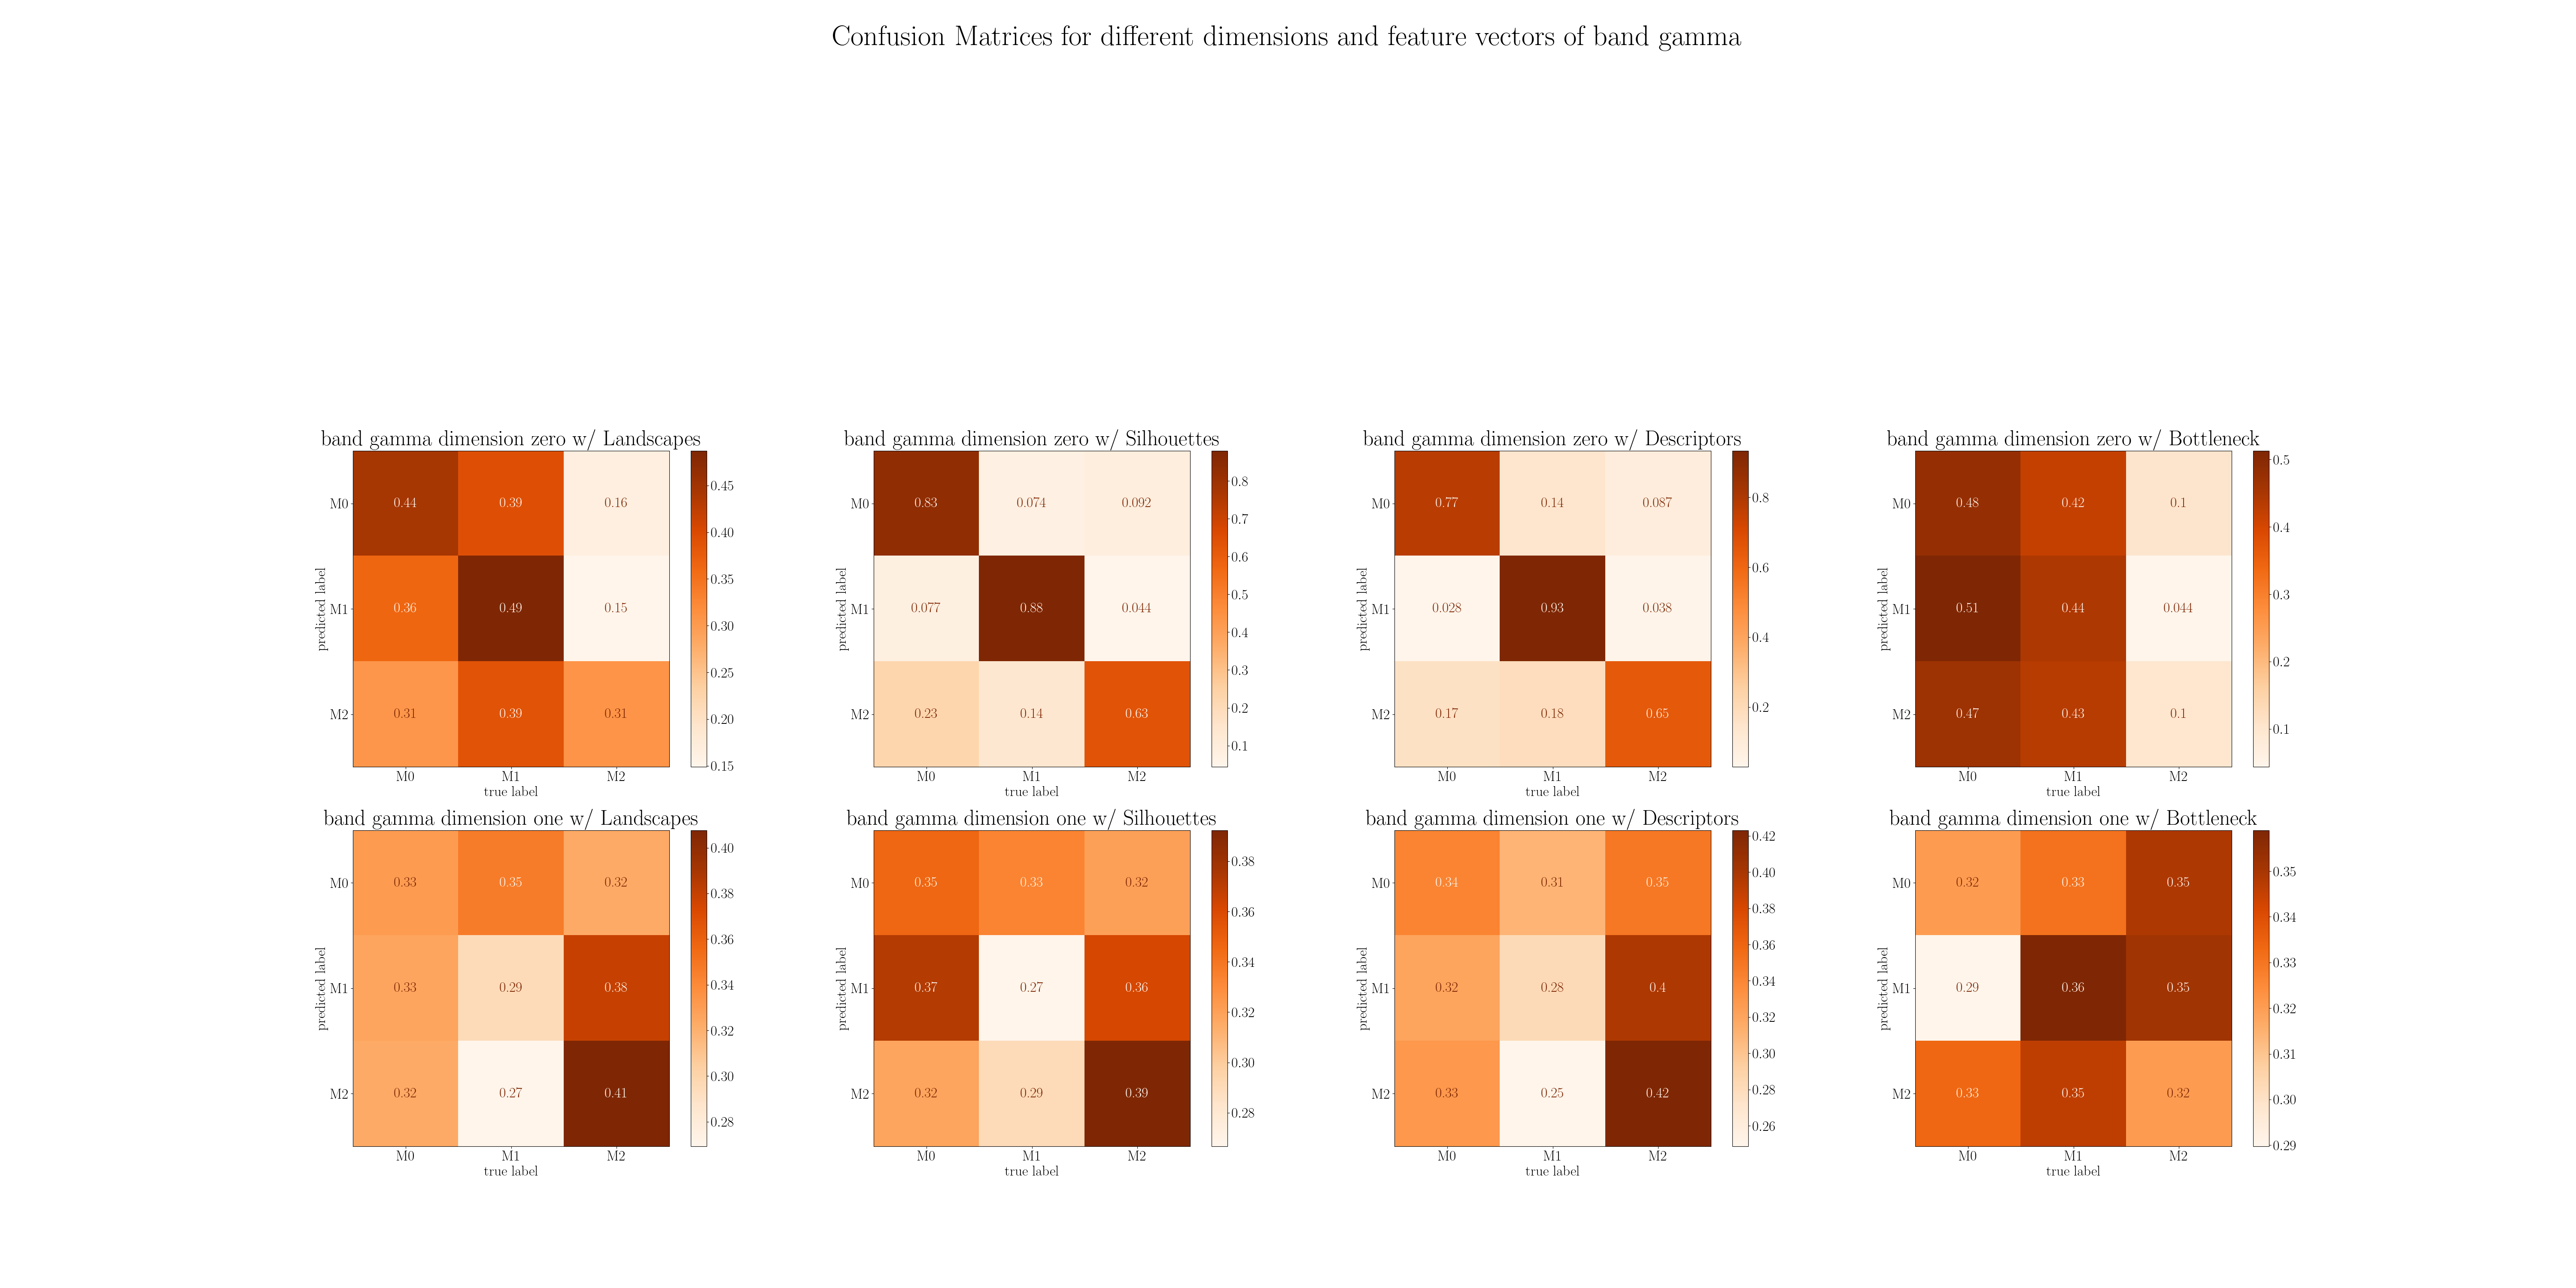 Confusion Matrices for different dimensions and feature vectors of band gamma
band gamma dimension zero w/ Landscapes
predicted label
M0 0.44 0.39 0.16
M1 0.36 0.49 0.15
M2 0.31 0.39 0.31
M0 M1 M2
true label
0.45
0.40
0.35
0.30
0.25
0.20
0.15
band gamma dimension zero w/ Silhouettes
predicted label
M0 0.83 0.074 0.092
M1 0.077 0.88 0.044
M2 0.23 0.14 0.63
M0 M1 M2
true label
0.8
0.7
0.6
0.5
0.4
0.3
0.2
0.1
band gamma dimension zero w/ Descriptors
predicted label
M0 0.77 0.14 0.087
M1 0.028 0.93 0.038
M2 0.17 0.18 0.65
M0 M1 M2
true label
0.8
0.6
0.4
0.2
band gamma dimension zero w/ Bottleneck
predicted label
M0 0.48 0.42 0.1
M1 0.51 0.44 0.044
M2 0.47 0.43 0.1
M0 M1 M2
true label
0.5
0.4
0.3
0.2
0.1
band gamma dimension one w/ Landscapes
predicted label
M0 0.33 0.35 0.32
M1 0.33 0.29 0.38
M2 0.32 0.27 0.41
M0 M1 M2
true label
0.40
0.38
0.36
0.34
0.32
0.30
0.28
band gamma dimension one w/ Silhouettes
predicted label
M0 0.35 0.33 0.32
M1 0.37 0.27 0.36
M2 0.32 0.29 0.39
M0 M1 M2
true label
0.38
0.36
0.34
0.32
0.30
0.28
band gamma dimension one w/ Descriptors
predicted label
M0 0.34 0.31 0.35
M1 0.32 0.28 0.4
M2 0.33 0.25 0.42
M0 M1 M2
true label
0.42
0.40
0.38
0.36
0.34
0.32
0.30
0.28
0.26
band gamma dimension one w/ Bottleneck
predicted label
M0 0.32 0.33 0.35
M1 0.29 0.36 0.35
M2 0.33 0.35 0.32
M0 M1 M2
true label
0.35
0.34
0.33
0.32
0.31
0.30
0.29